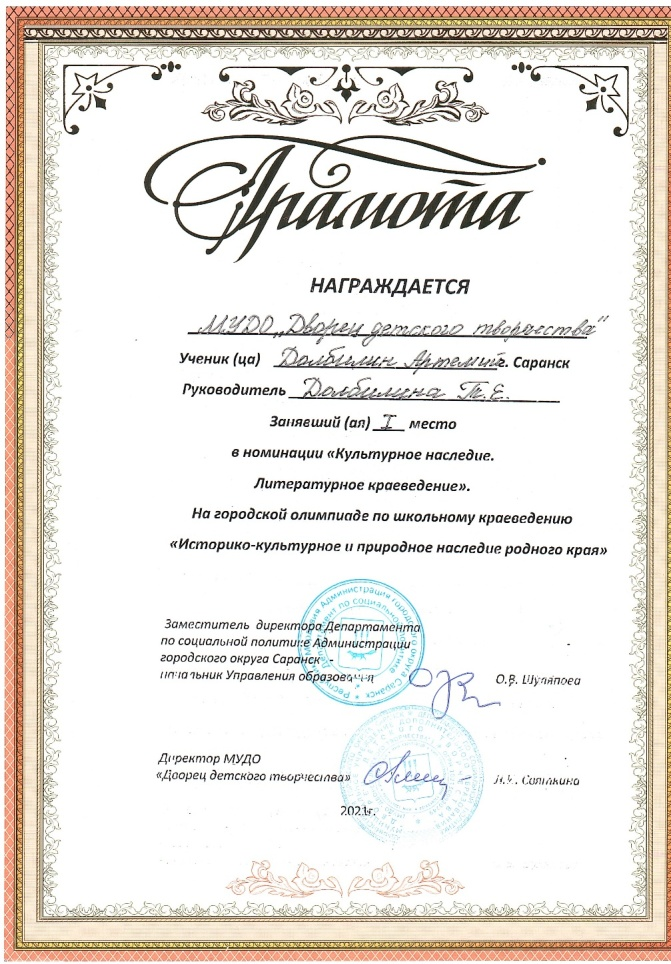 Грамота
НАГРАЖДАЕТСЯ
МУДО „Дворец детского творчества"
Ученик (ца) Долбилин Артемий г. Саранск
Руководитель Долбилина Т.Е.
Занявший (ая) I место
в номинации «Культурное наследие.
Литературное краеведение».
На городской олимпиаде по школьному краеведению
«Историко-культурное и природное наследие родного края»
Заместитель директора Департамента
по социальной политике Администрации
городского округа Саранск -
начальник Управления образования О.В. Шуляпова
Директор МУДО
«Дворец детского творчества» Святкина
2021г.